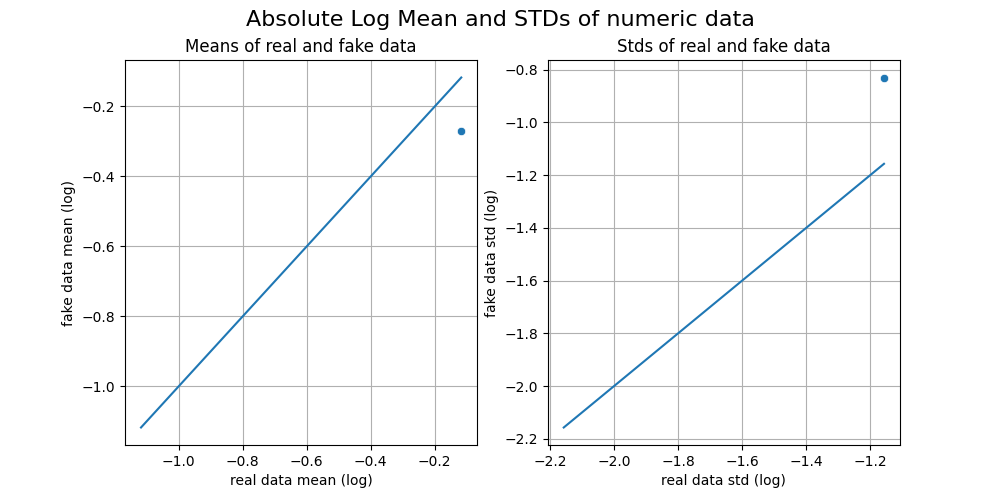 Absolute Log Mean and STDs of numeric data
Means of real and fake data
−0.2
−0.4
−0.6
−0.8
−1.0
fake data mean (log)
−1.0 −0.8 −0.6 −0.4 −0.2
real data mean (log)
Stds of real and fake data
−0.8
−1.0
−1.2
−1.4
−1.6
−1.8
−2.0
−2.2
fake data std (log)
−2.2 −2.0 −1.8 −1.6 −1.4 −1.2
real data std (log)